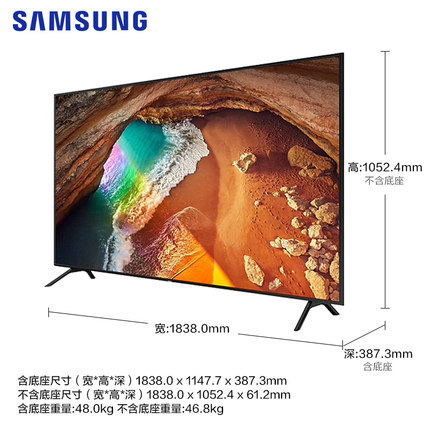 SAMSUNG
高:1052.4mm
不含底座
宽:1838.0mm
深:387.3mm
含底座
含底座尺寸（宽*高*深）1838.0 x 1147.7 x 387.3mm
不含底座尺寸（宽*高*深）1838.0 x 1052.4 x 61.2mm
含底座重量:48.0kg 不含底座重量:46.8kg